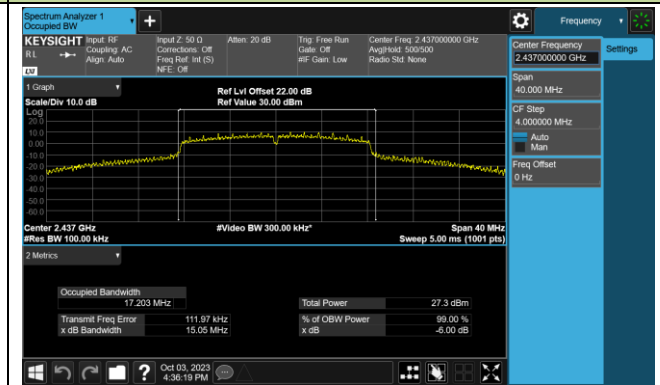 Spectrum Analyzer 1
Occupied BW
+
Frequency
KEYSIGHT
R L
LXI
Input: RF
Coupling: AC
Align: Auto
Input Z: 50 Ω
Corrections: Off
Freq Ref: Int (S)
NFE: Off
Atten: 20 dB
Trig: Free Run
Gate: Off
#IF Gain: Low
Center Freq: 2.437000000 GHz
Avg|Hold: 500/500
Radio Std: None
Center Frequency
2.437000000 GHz
Settings
Span
40.000 MHz
CF Step
4.000000 MHz
Auto
Man
Freq Offset
0 Hz
1 Graph
Scale/Div 10.0 dB
Ref Lvl Offset 22.00 dB
Ref Value 30.00 dBm
Log
20.0
10.0
0.00
-10.0
-20.0
-30.0
-40.0
-50.0
-60.0
Center 2.437 GHz
#Res BW 100.00 kHz
#Video BW 300.00 kHz*
Span 40 MHz
Sweep 5.00 ms (1001 pts)
2 Metrics
Occupied Bandwidth
17.203 MHz
Total Power 27.3 dBm
Transmit Freq Error 111.97 kHz
% of OBW Power 99.00 %
x dB Bandwidth 15.05 MHz
x dB -6.00 dB
?
Oct 03, 2023
4:36:19 PM